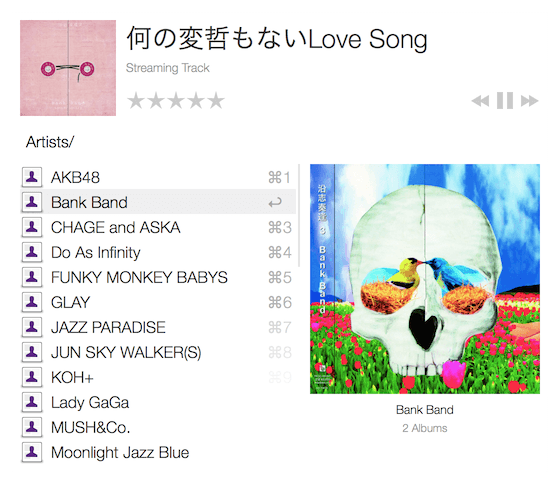 何の変哲もないLove Song
Streaming Track
★★★★★
Artists/
AKB48 ⌘1
Bank Band ↩
CHAGE and ASKA ⌘3
Do As Infinity ⌘4
FUNKY MONKEY BABYS ⌘5
GLAY ⌘6
JAZZ PARADISE ⌘7
JUN SKY WALKER(S) ⌘8
KOH+ ⌘9
Lady GaGa
MUSH&Co.
Moonlight Jazz Blue
沿志奏逢 3 Bank Band
Bank Band
2 Albums